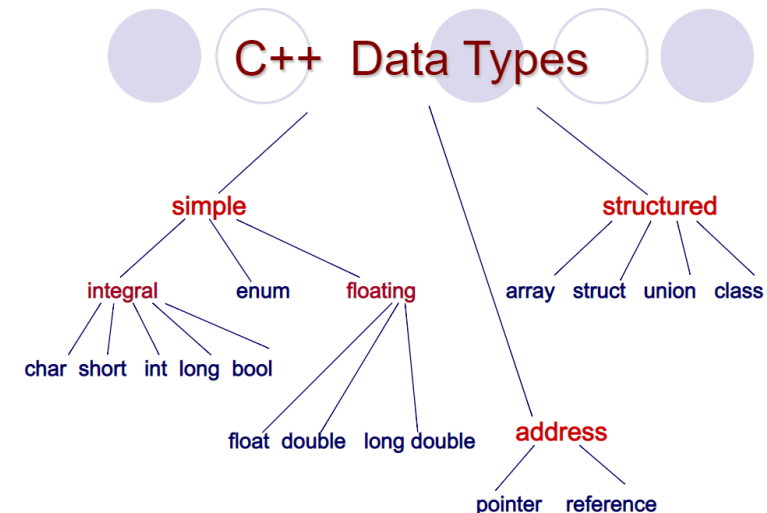 C++ Data Types
simple
structured
integral enum floating
array struct union class
char short int long bool
float double long double
address
pointer reference